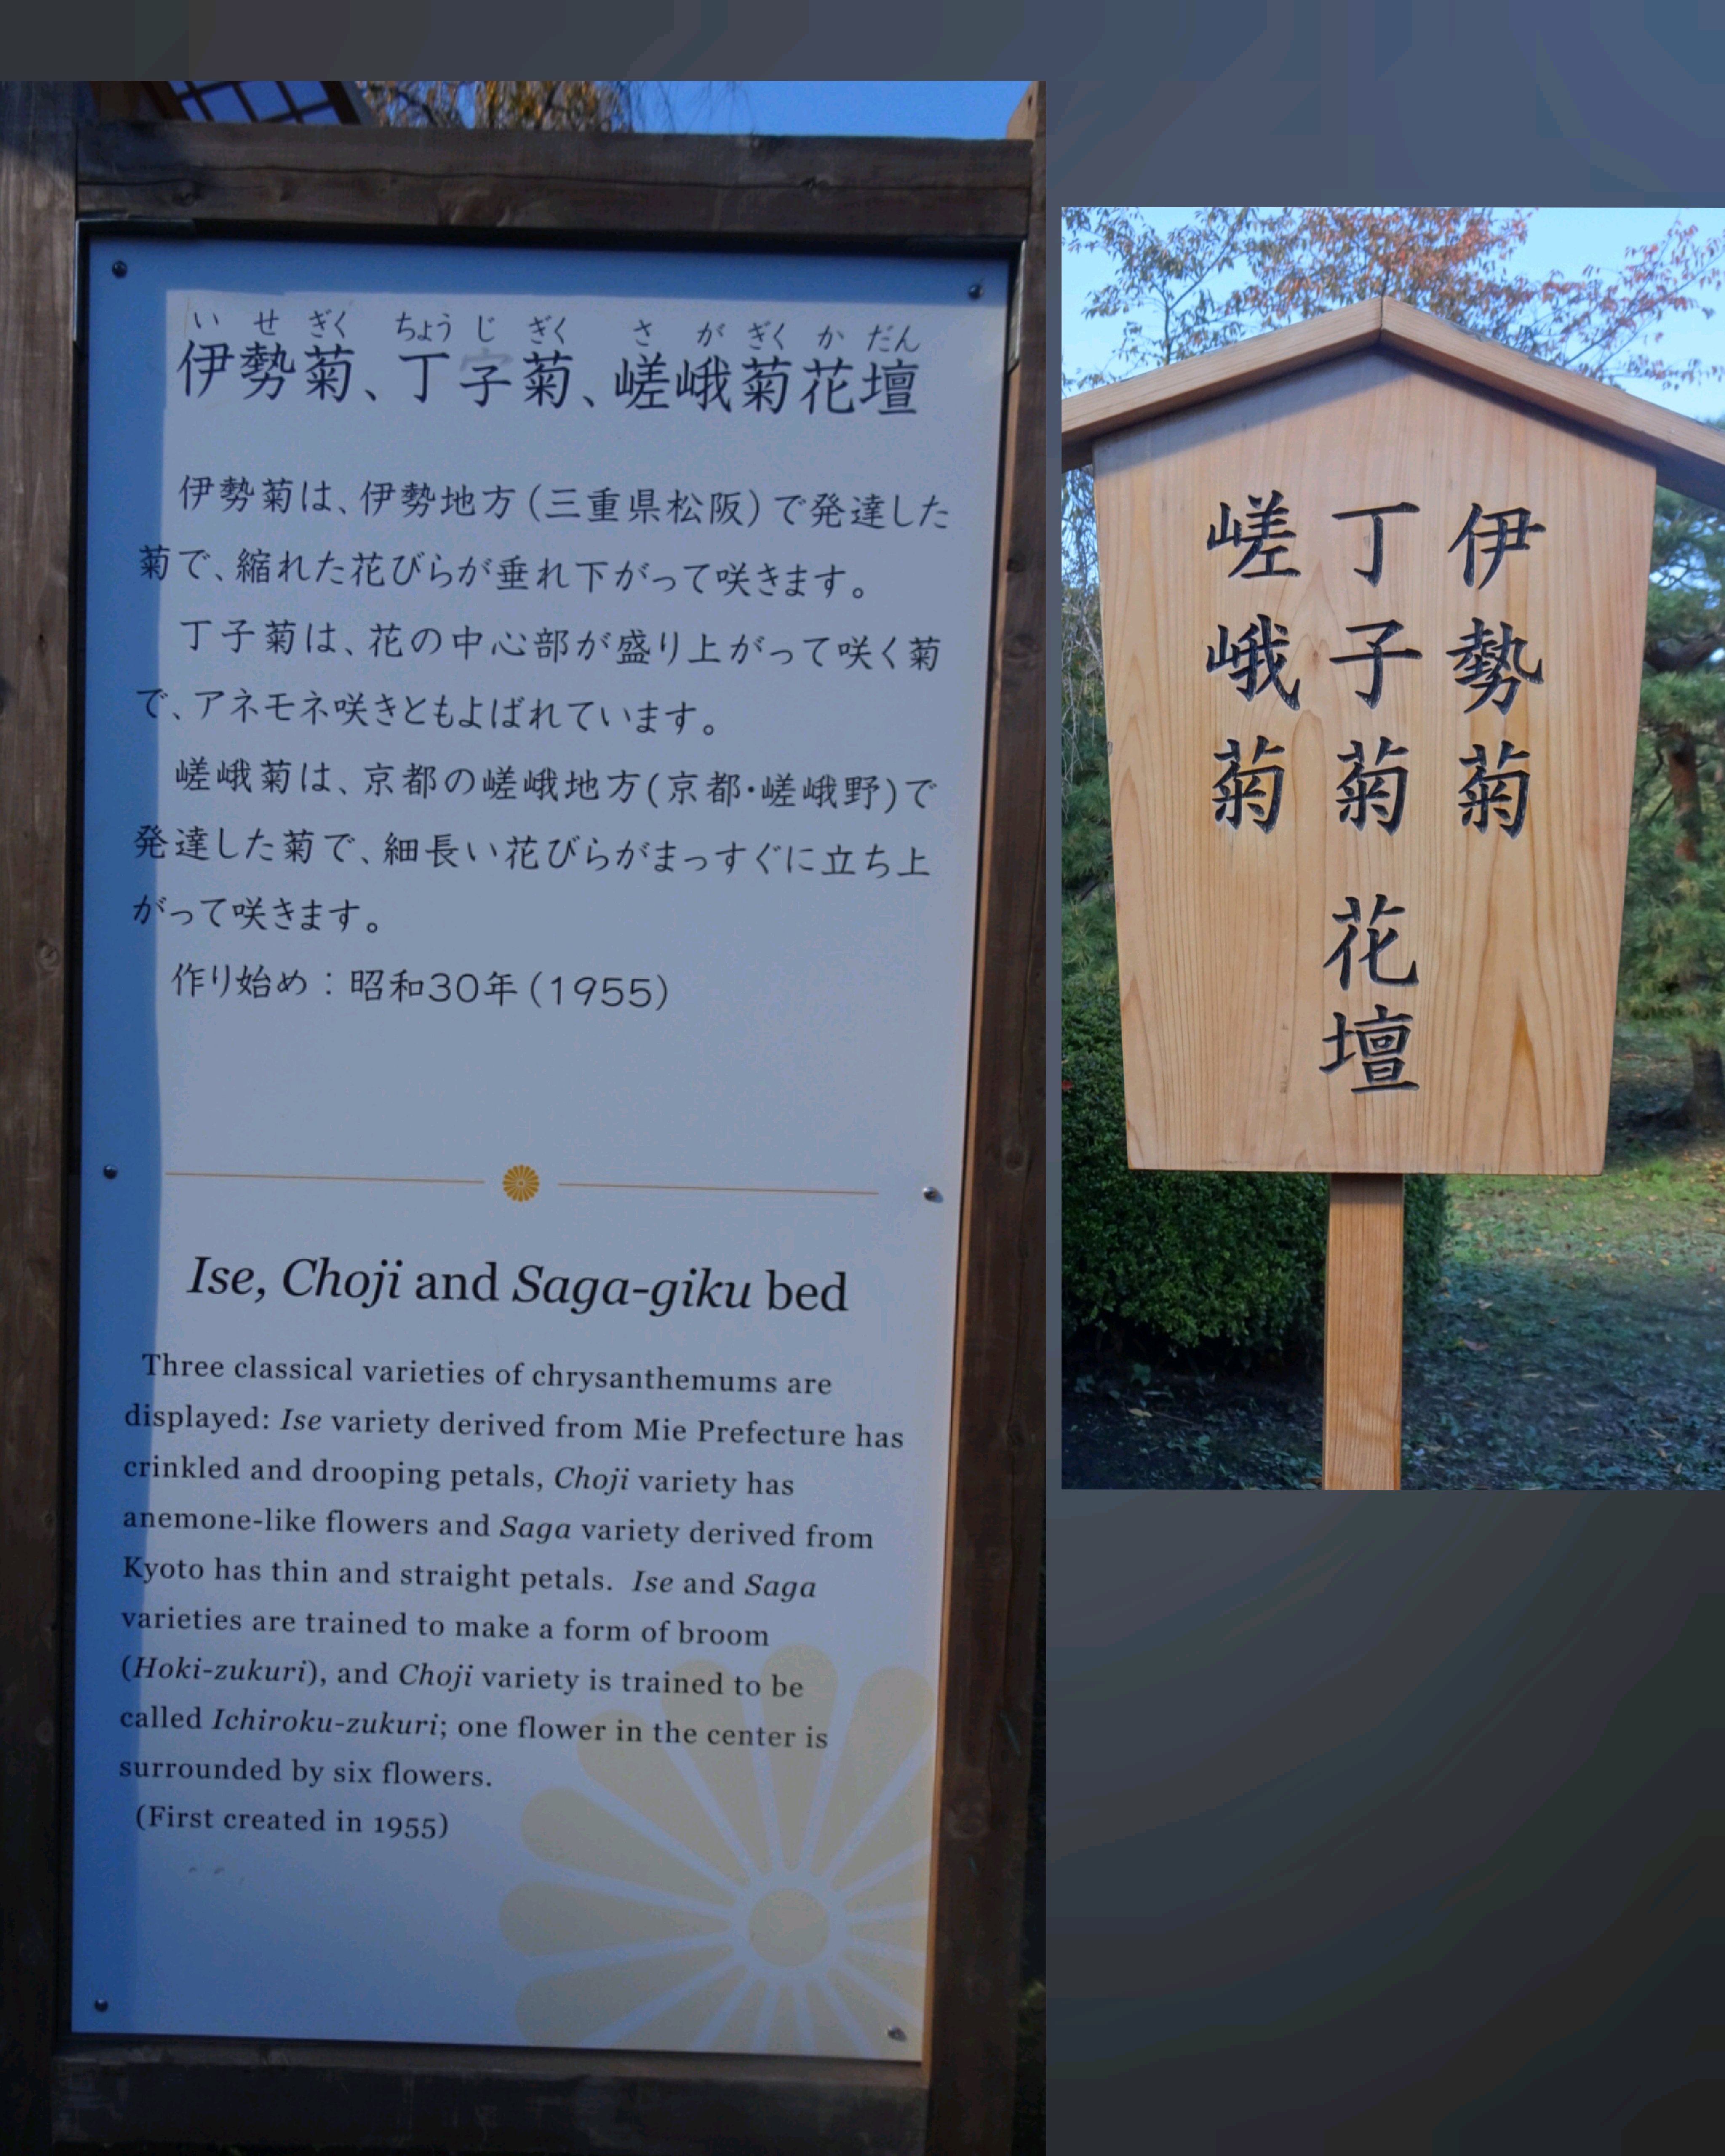 い せ ぎく ちょう じ ぎく さ が ぎく か だん
伊勢菊、丁子菊、嵯峨菊花壇
伊勢菊は、伊勢地方(三重県松阪)で発達した
菊で、縮れた花びらが垂れ下がって咲きます。
丁子菊は、花の中心部が盛り上がって咲く菊
で、アネモネ咲きともよばれています。
嵯峨菊は、京都の嵯峨地方(京都・嵯峨野)で
発達した菊で、細長い花びらがまっすぐに立ち上
がって咲きます。
作り始め:昭和30年(1955)
Ise, Choji and Saga-giku bed
Three classical varieties of chrysanthemums are
displayed: Ise variety derived from Mie Prefecture has
crinkled and drooping petals, Choji variety has
anemone-like flowers and Saga variety derived from
Kyoto has thin and straight petals. Ise and Saga
varieties are trained to make a form of broom
(Hoki-zukuri), and Choji variety is trained to be
called Ichiroku-zukuri; one flower in the center is
surrounded by six flowers.
(First created in 1955)
伊勢菊
丁子菊 花壇
嵯峨菊